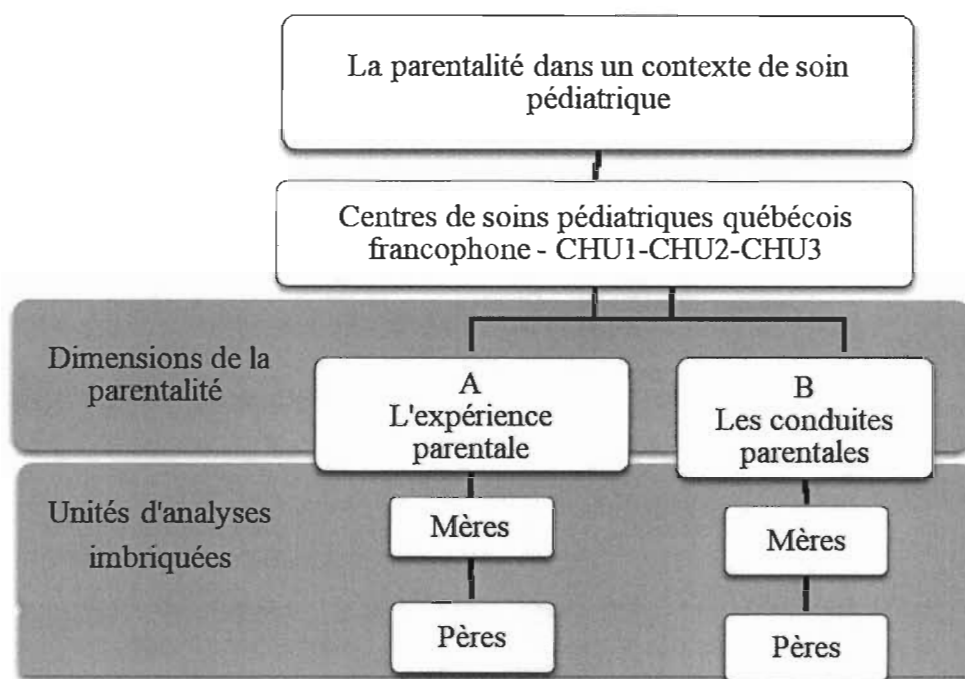 La parentalité dans un contexte de soin
pédiatrique
Centres de soins pédiatriques québécois
francophone - CHU1-CHU2-CHU3
Dimensions de la
parentalité
A
L'expérience
parentale
B
Les conduites
parentales
Unités d'analyses
imbriquées
Mères
Mères
Pères
Pères